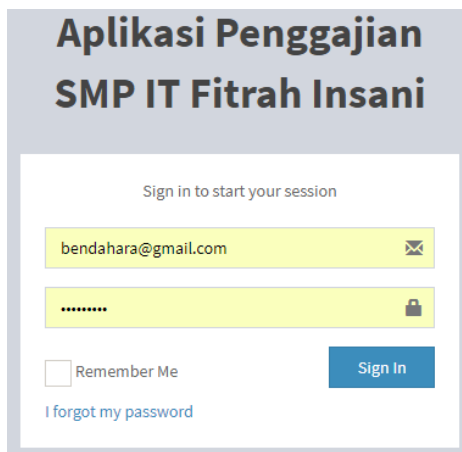 Aplikasi Penggajian
SMP IT Fitrah Insani
Sign in to start your session
bendahara@gmail.com
•••••••••
Remember Me
Sign In
I forgot my password